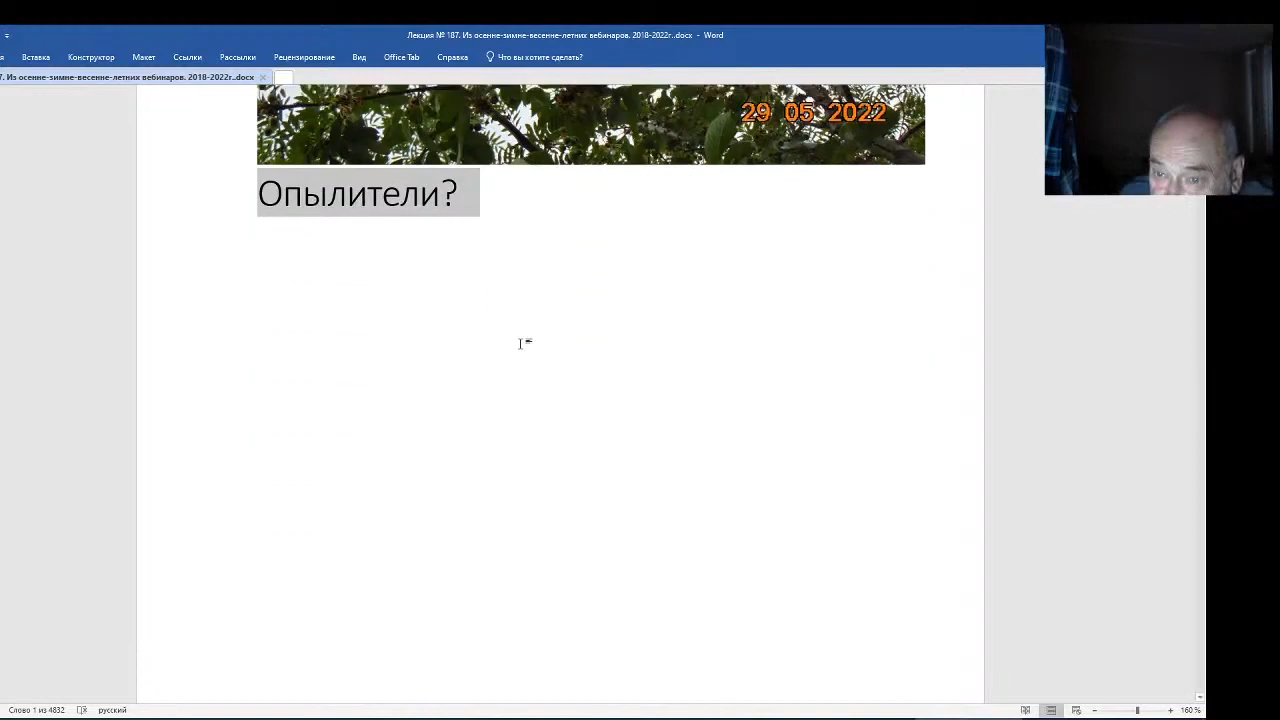 Лекция № 187. Из осенне-зимне-весенне-летних вебинаров. 2018-2022г..docx - Word
Вставка Конструктор Макет Ссылки Рассылки Рецензирование Вид Office Tab Справка Что вы хотите сделать?
7. Из осенне-зимне-весенне-летних вебинаров. 2018-2022г..docx
29 05 2022
Опылители?
Слово 1 из 4832 русский 160 %